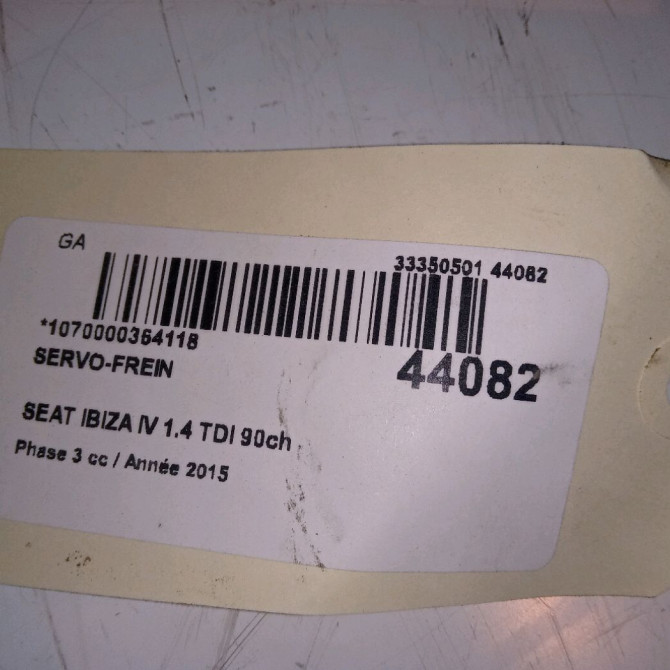 GA
33350501 44082
*1070000364118
44082
SERVO-FREIN
SEAT IBIZA IV 1.4 TDI 90ch
Phase 3 cc / Année 2015